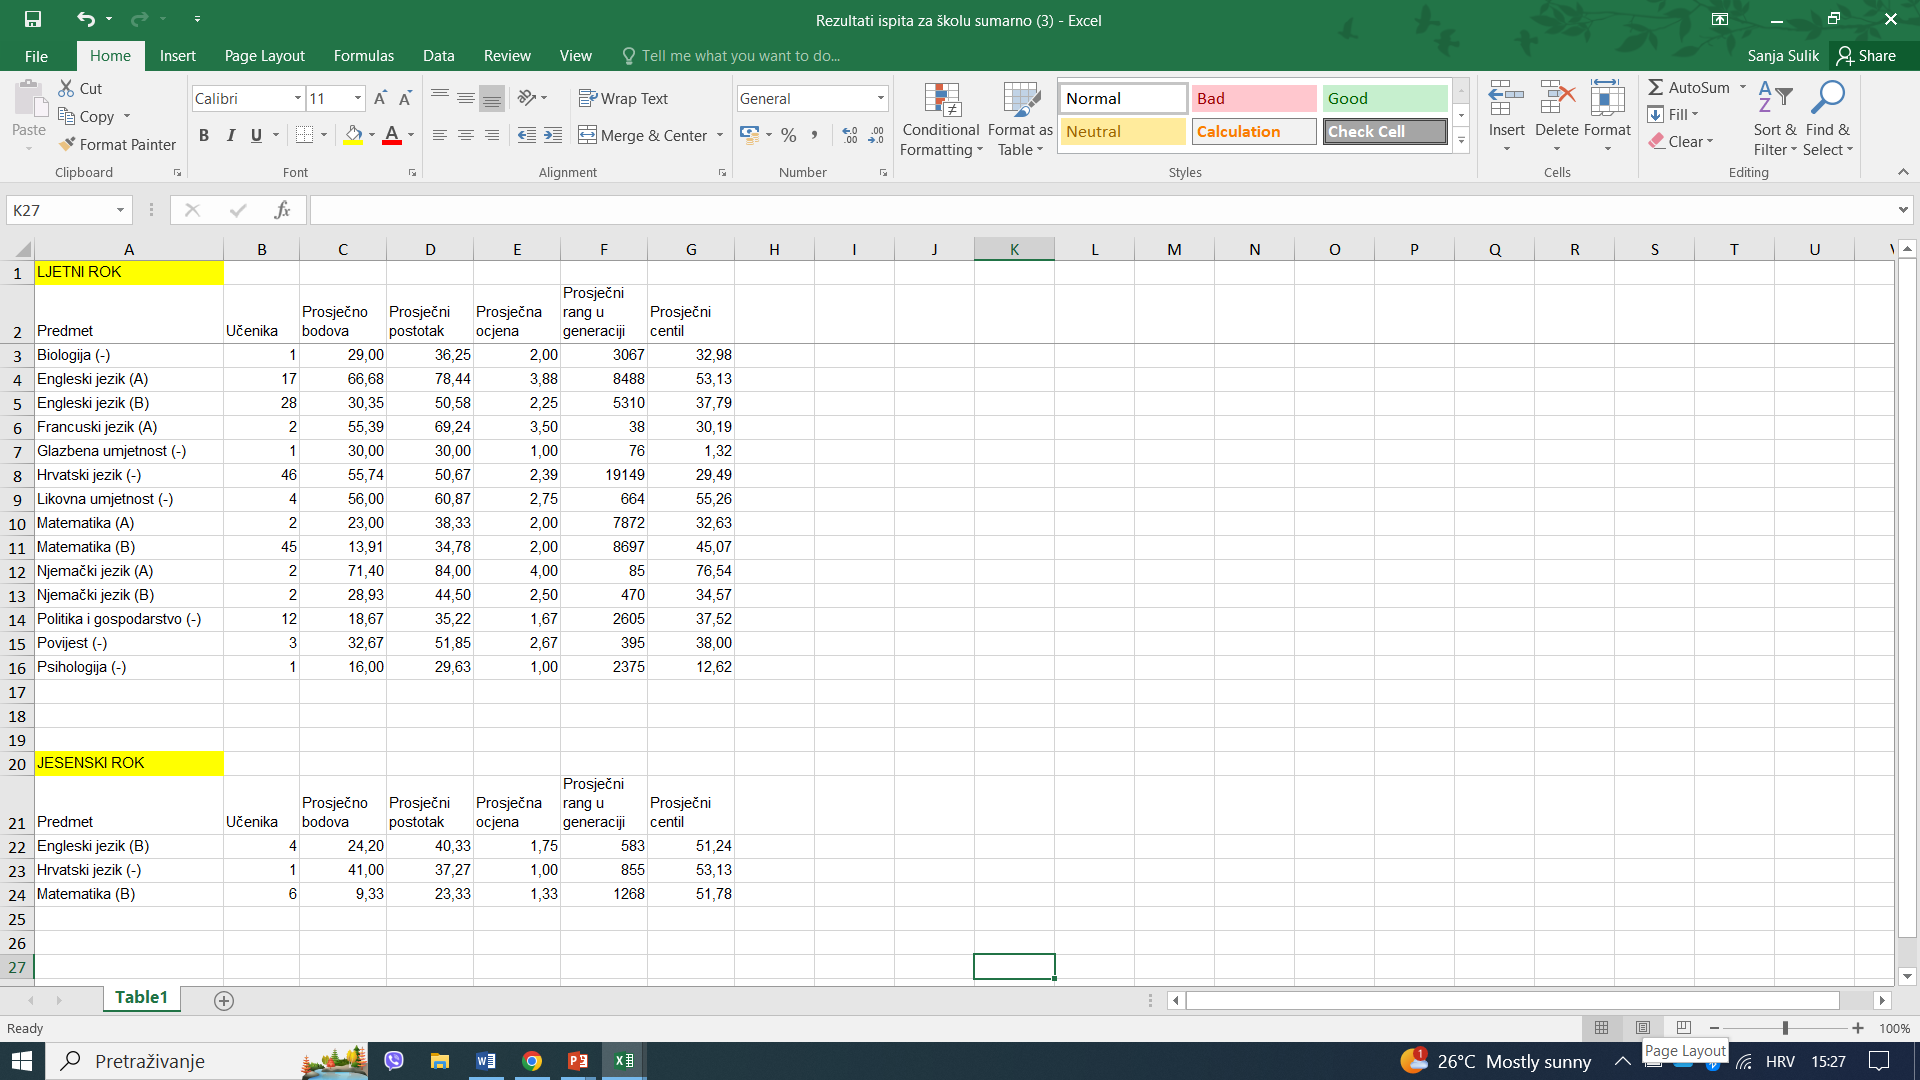 Rezultati ispita za školu sumarno (3) - Excel
File Home Insert Page Layout Formulas Data Review View Tell me what you want to do... Sanja Sulik Share
Paste Cut Copy Format Painter
Clipboard
Calibri 11
B I U
Font
Wrap Text
Merge & Center
Alignment
General
Number
Conditional Formatting Format as Table
Normal Bad Good
Neutral Calculation Check Cell
Styles
Insert Delete Format
Cells
AutoSum
Fill
Clear
Sort & Filter Find & Select
Editing
K27 fx
A B C D E F G H I J K L M N O P Q R S T U
1 LJETNI ROK
2 Predmet Učenika Prosječno bodova Prosječni postotak Prosječna ocjena Prosječni rang u generaciji Prosječni centil
3 Biologija (-) 1 29,00 36,25 2,00 3067 32,98
4 Engleski jezik (A) 17 66,68 78,44 3,88 8488 53,13
5 Engleski jezik (B) 28 30,35 50,58 2,25 5310 37,79
6 Francuski jezik (A) 2 55,39 69,24 3,50 38 30,19
7 Glazbena umjetnost (-) 1 30,00 30,00 1,00 76 1,32
8 Hrvatski jezik (-) 46 55,74 50,67 2,39 19149 29,49
9 Likovna umjetnost (-) 4 56,00 60,87 2,75 664 55,26
10 Matematika (A) 2 23,00 38,33 2,00 7872 32,63
11 Matematika (B) 45 13,91 34,78 2,00 8697 45,07
12 Njemački jezik (A) 2 71,40 84,00 4,00 85 76,54
13 Njemački jezik (B) 2 28,93 44,50 2,50 470 34,57
14 Politika i gospodarstvo (-) 12 18,67 35,22 1,67 2605 37,52
15 Povijest (-) 3 32,67 51,85 2,67 395 38,00
16 Psihologija (-) 1 16,00 29,63 1,00 2375 12,62
17
18
19
20 JESENSKI ROK
21 Predmet Učenika Prosječno bodova Prosječni postotak Prosječna ocjena Prosječni rang u generaciji Prosječni centil
22 Engleski jezik (B) 4 24,20 40,33 1,75 583 51,24
23 Hrvatski jezik (-) 1 41,00 37,27 1,00 855 53,13
24 Matematika (B) 6 9,33 23,33 1,33 1268 51,78
25
26
27
Table1
Ready 100%
Page Layout
Pretraživanje 26°C Mostly sunny HRV 15:27